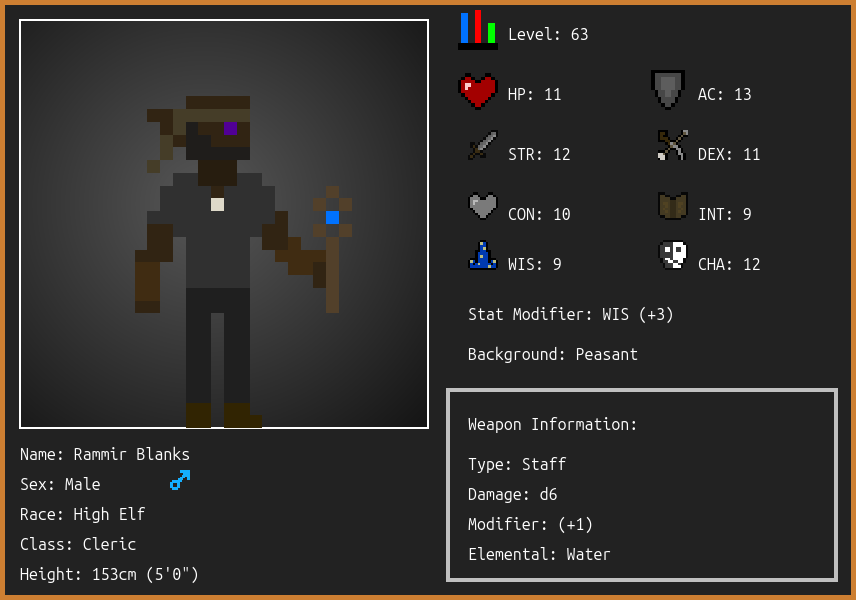 Level: 63
HP: 11
AC: 13
STR: 12
DEX: 11
CON: 10
INT: 9
WIS: 9
CHA: 12
Stat Modifier: WIS (+3)
Background: Peasant
Weapon Information:
Type: Staff
Damage: d6
Modifier: (+1)
Elemental: Water
Name: Rammir Blanks
Sex: Male
Race: High Elf
Class: Cleric
Height: 153cm (5'0")